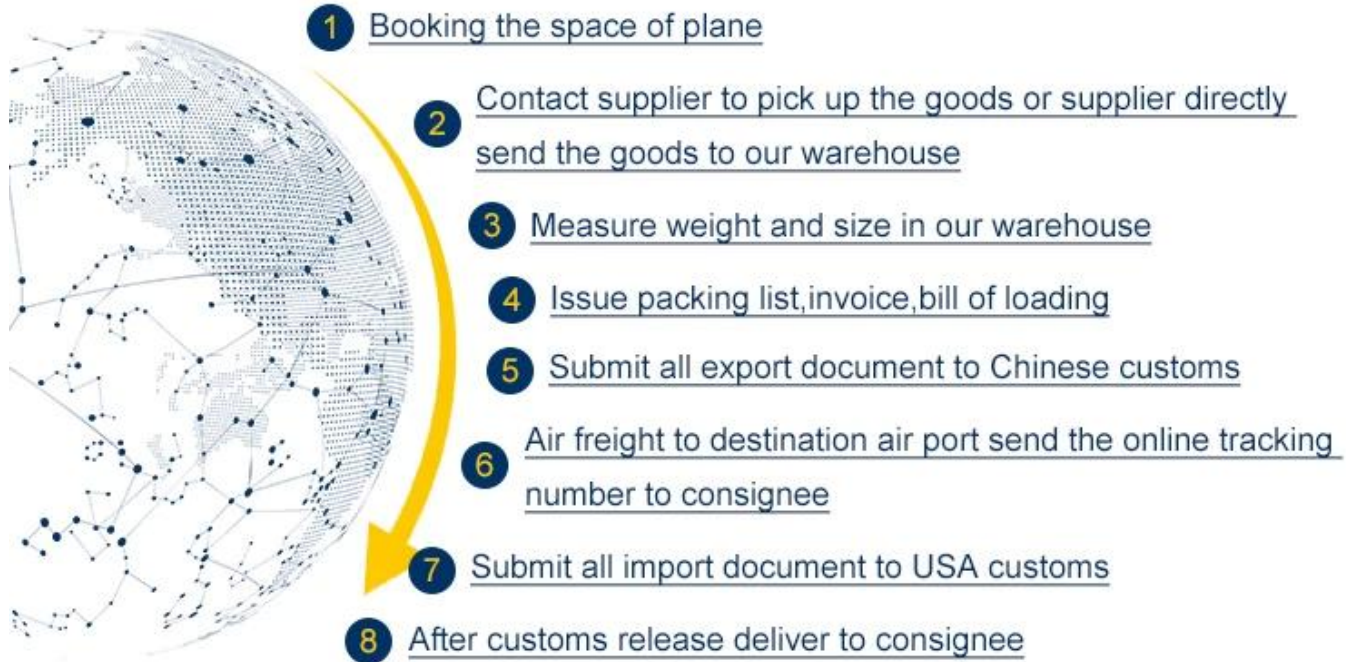 1 Booking the space of plane
2 Contact supplier to pick up the goods or supplier directly
send the goods to our warehouse
3 Measure weight and size in our warehouse
4 Issue packing list,invoice,bill of loading
5 Submit all export document to Chinese customs
6 Air freight to destination air port send the online tracking
number to consignee
7 Submit all import document to USA customs
8 After customs release deliver to consignee